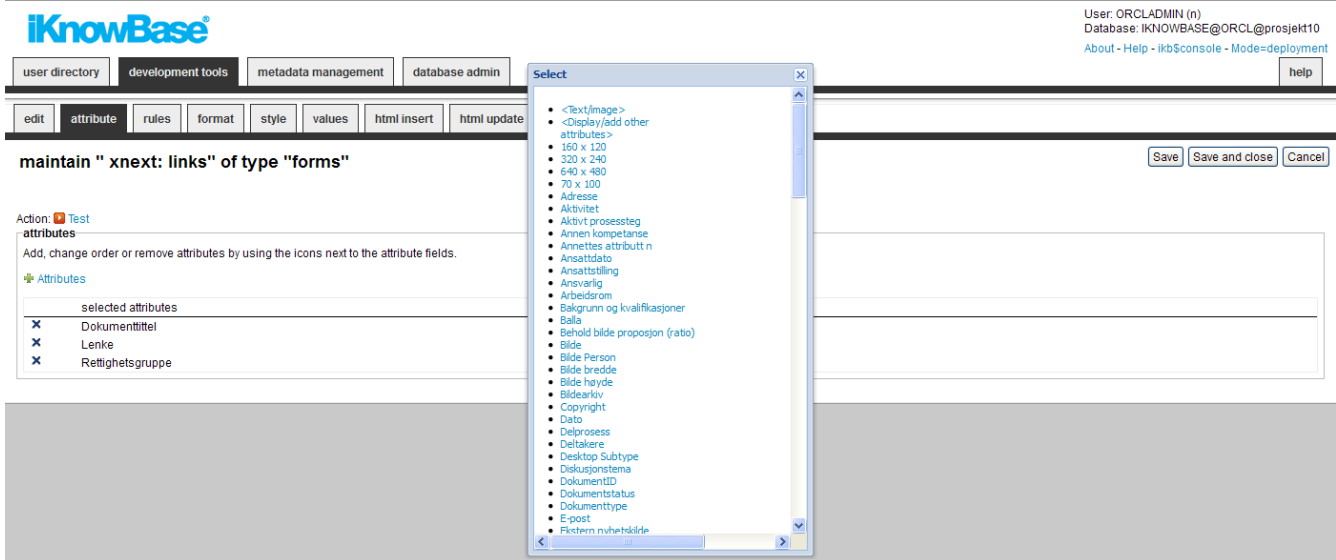 iKnowBase®
User: ORCLADMIN (n)
Database: IKNOWBASE@ORCL@prosjekt10
About - Help - ikb$console - Mode=deployment
user directory
development tools
metadata management
database admin
help
edit
attribute
rules
format
style
values
html insert
html update
maintain " xnext: links" of type "forms"
Save
Save and close
Cancel
Action: Test
attributes
Add, change order or remove attributes by using the icons next to the attribute fields.
Attributes
selected attributes
Dokumenttittel
Lenke
Rettighetsgruppe
Select
<Text/image>
<Display/add other
attributes>
160 x 120
320 x 240
640 x 480
70 x 100
Adresse
Aktivitet
Aktivt prosessteg
Annen kompetanse
Annettes attributt n
Ansattdato
Ansattstilling
Ansvarlig
Arbeidsrom
Bakgrunn og kvalifikasjoner
Balla
Behold bilde proposjon (ratio)
Bilde
Bilde Person
Bilde bredde
Bilde høyde
Bildearkiv
Copyright
Dato
Delprosess
Deltakere
Desktop Subtype
Diskusjonstema
DokumentID
Dokumentstatus
Dokumenttype
E-post
Ekstern nyhetskilde